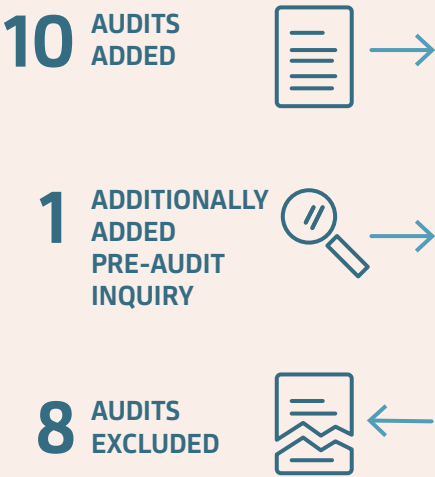 10 AUDITS
ADDED
1 ADDITIONALLY
ADDED
PRE-AUDIT
INQUIRY
8 AUDITS
EXCLUDED